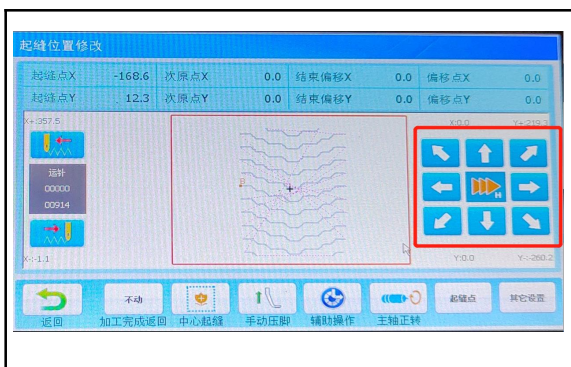 起缝位置修改
起缝点X -168.6 次原点X 0.0 结束偏移X 0.0 偏移点X 0.0
起缝点Y 12.3 次原点Y 0.0 结束偏移Y 0.0 偏移点Y 0.0
X+:357.5 X:0.0 Y+:219.3
运针
00000
00914
B
H
X-:-1.1 Y:0.0 Y-:-260.2
不动 起缝点 其它设置
返回 加工完成返回 中心起缝 手动压脚 辅助操作 主轴正转